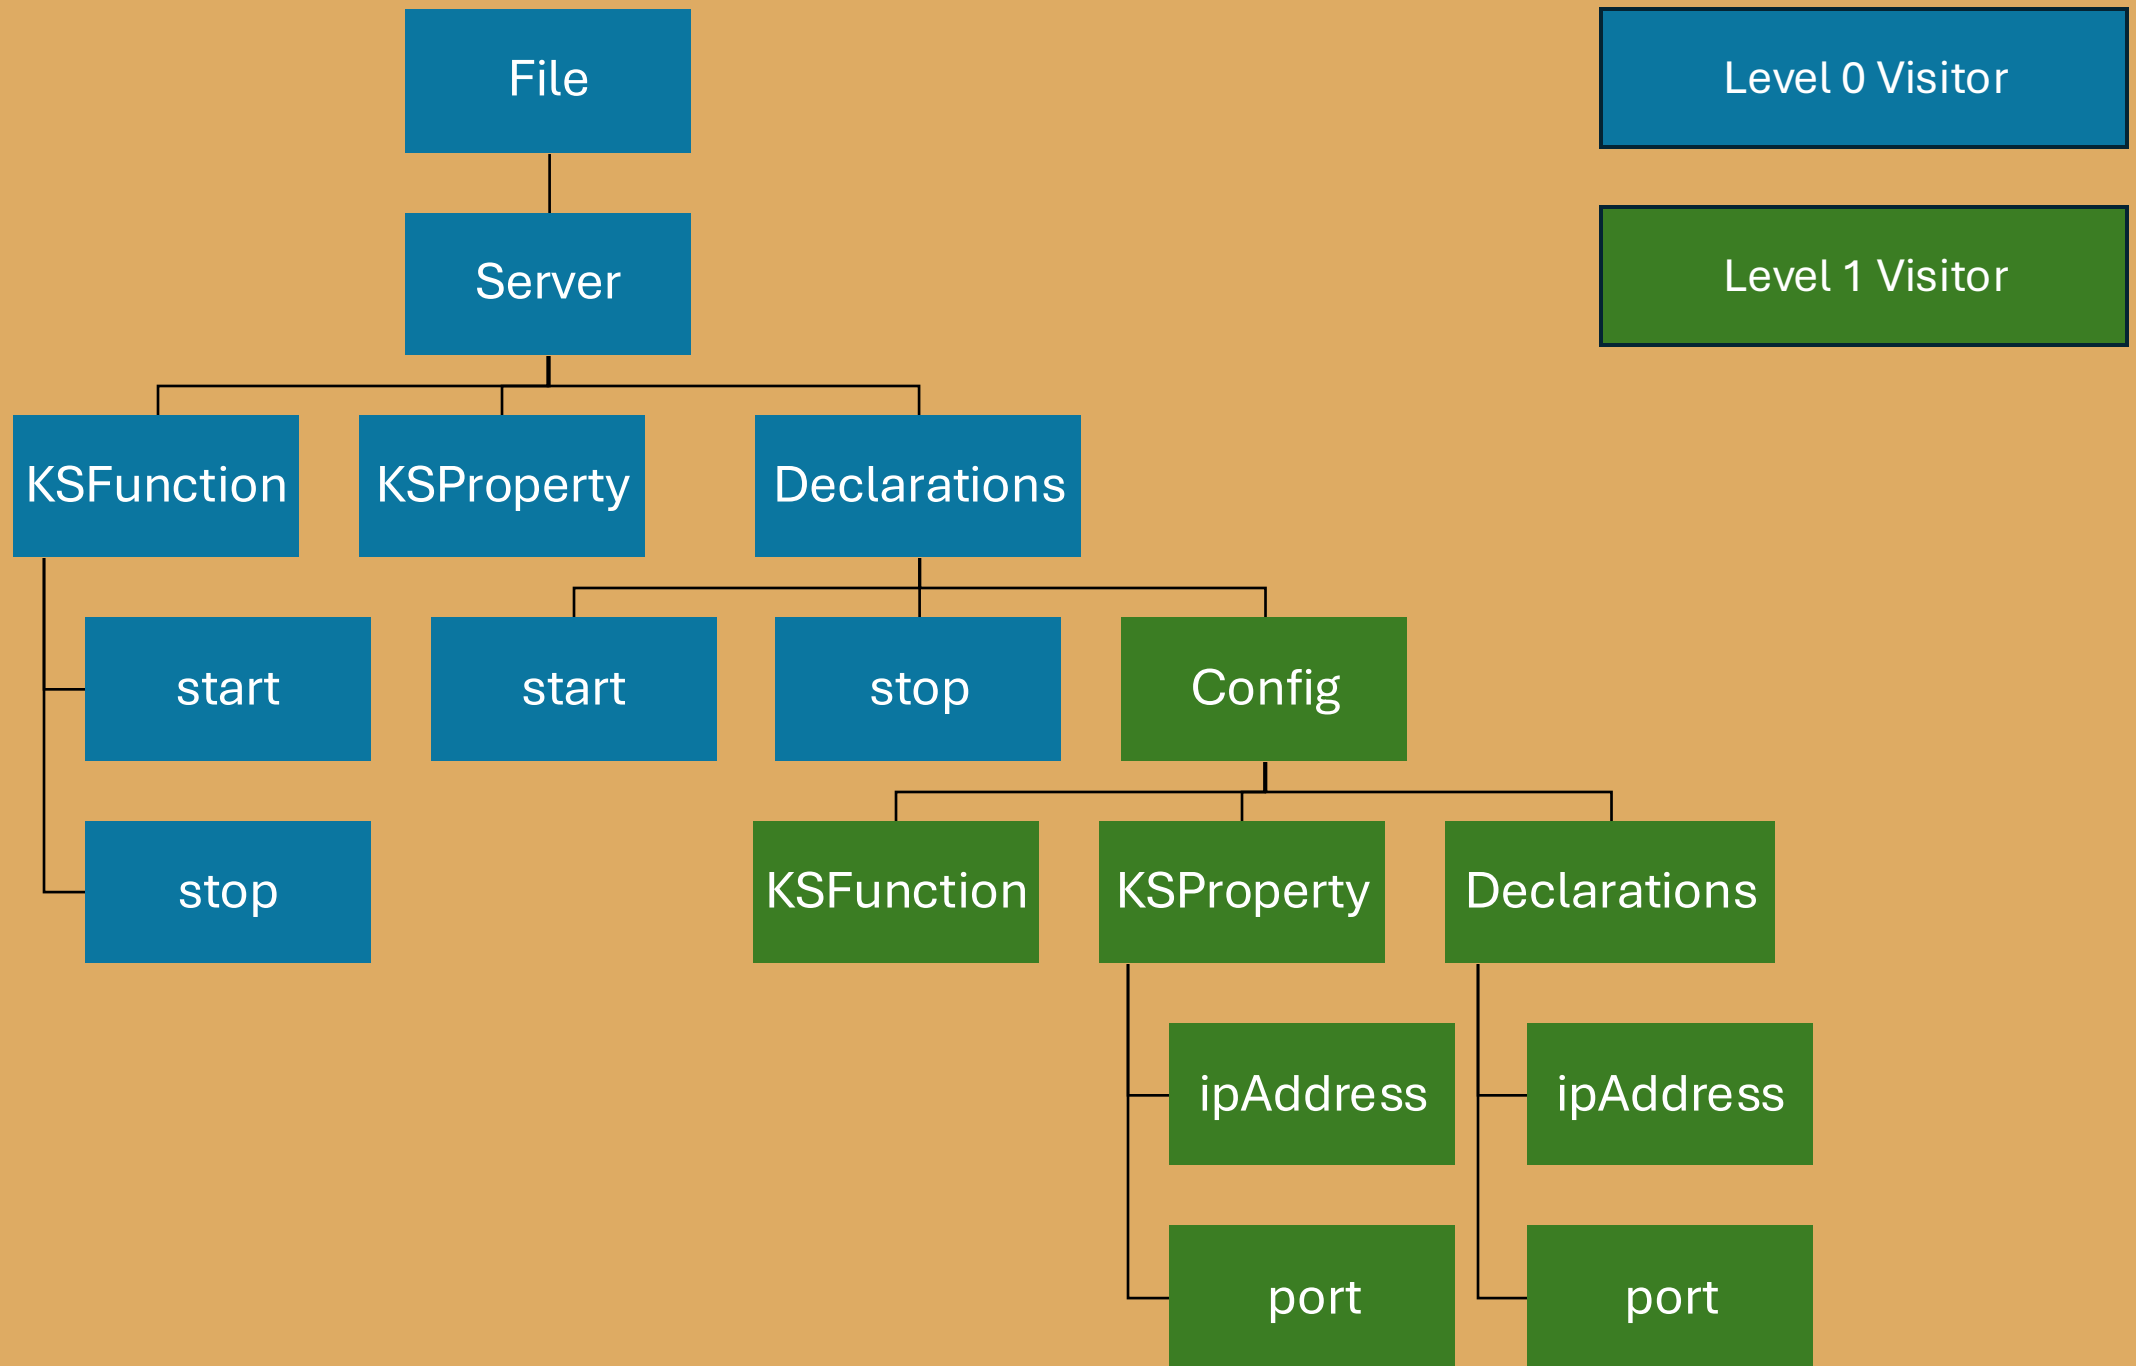 File
Level 0 Visitor
Server
Level 1 Visitor
KSFunction
KSProperty
Declarations
start
start
stop
Config
stop
KSFunction
KSProperty
Declarations
ipAddress
ipAddress
port
port